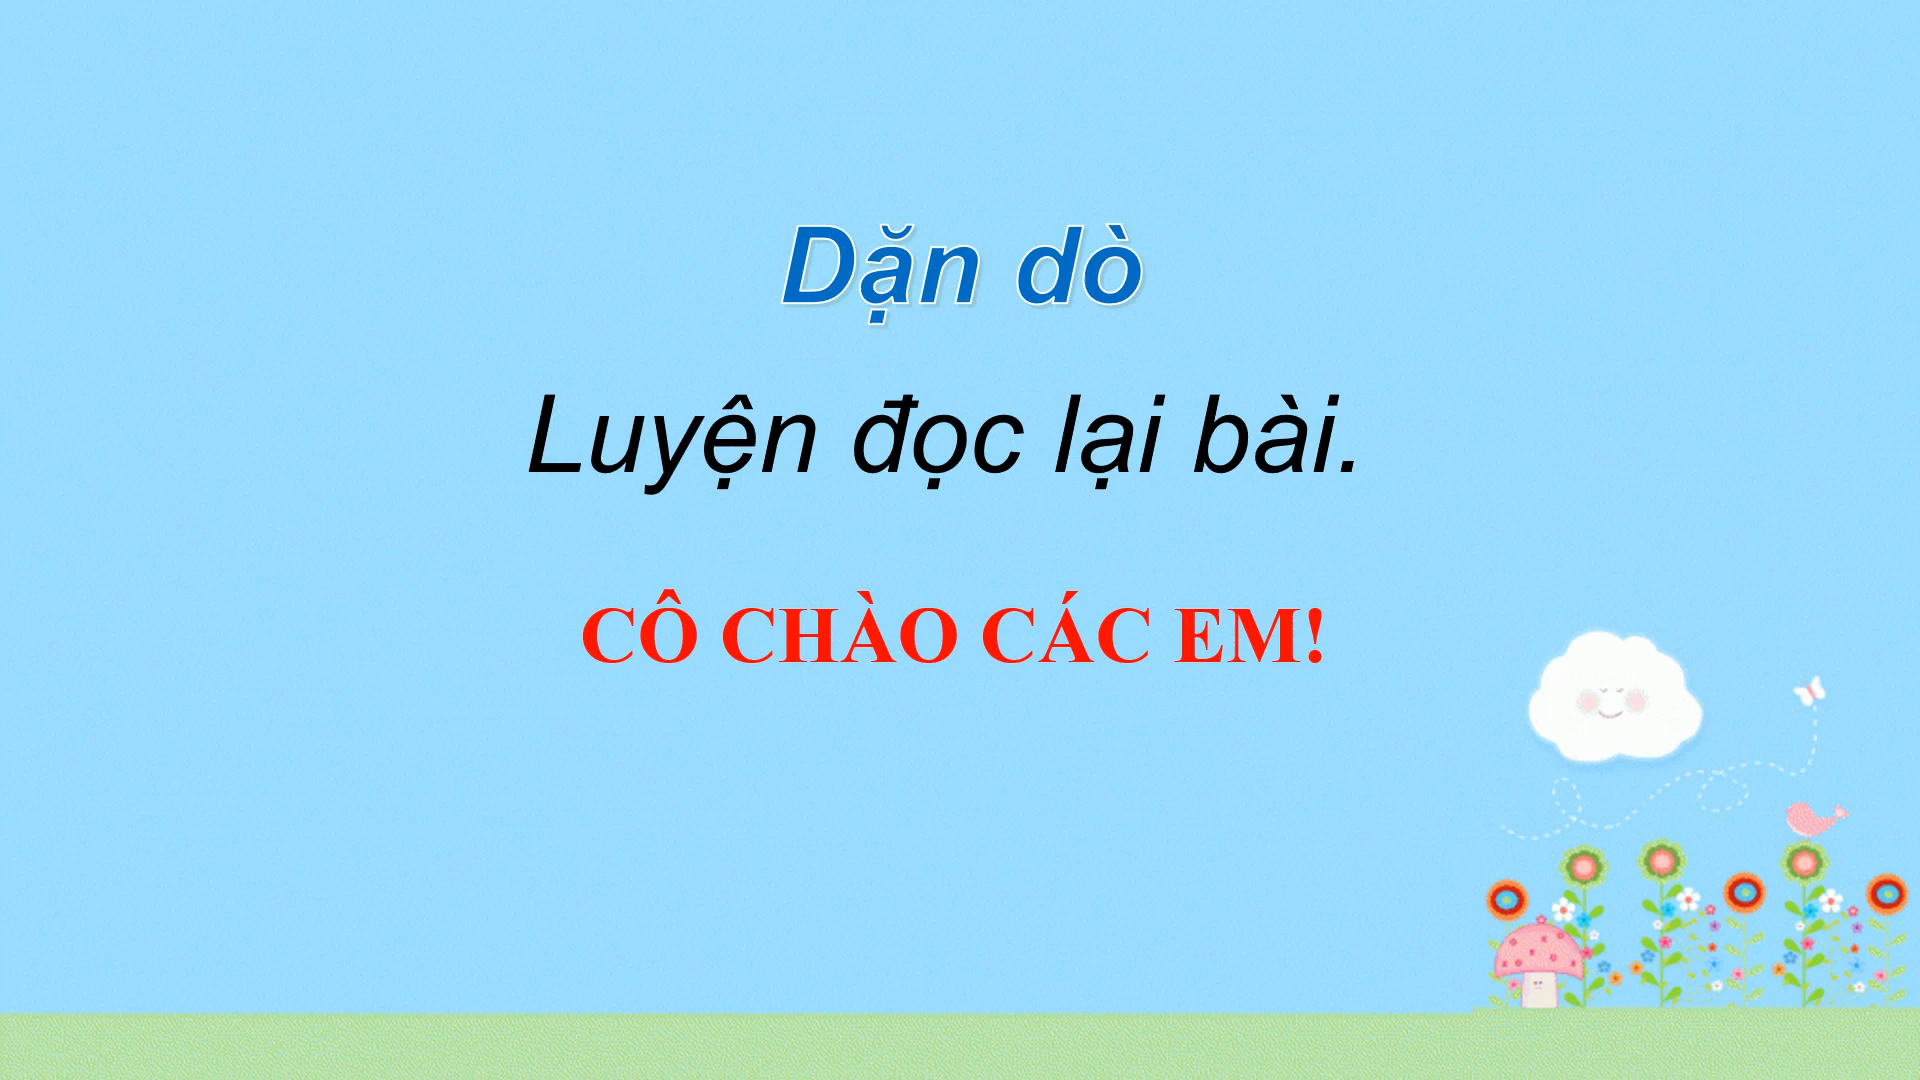 Dặn dò
Luyện đọc lại bài.
CÔ CHÀO CÁC EM!